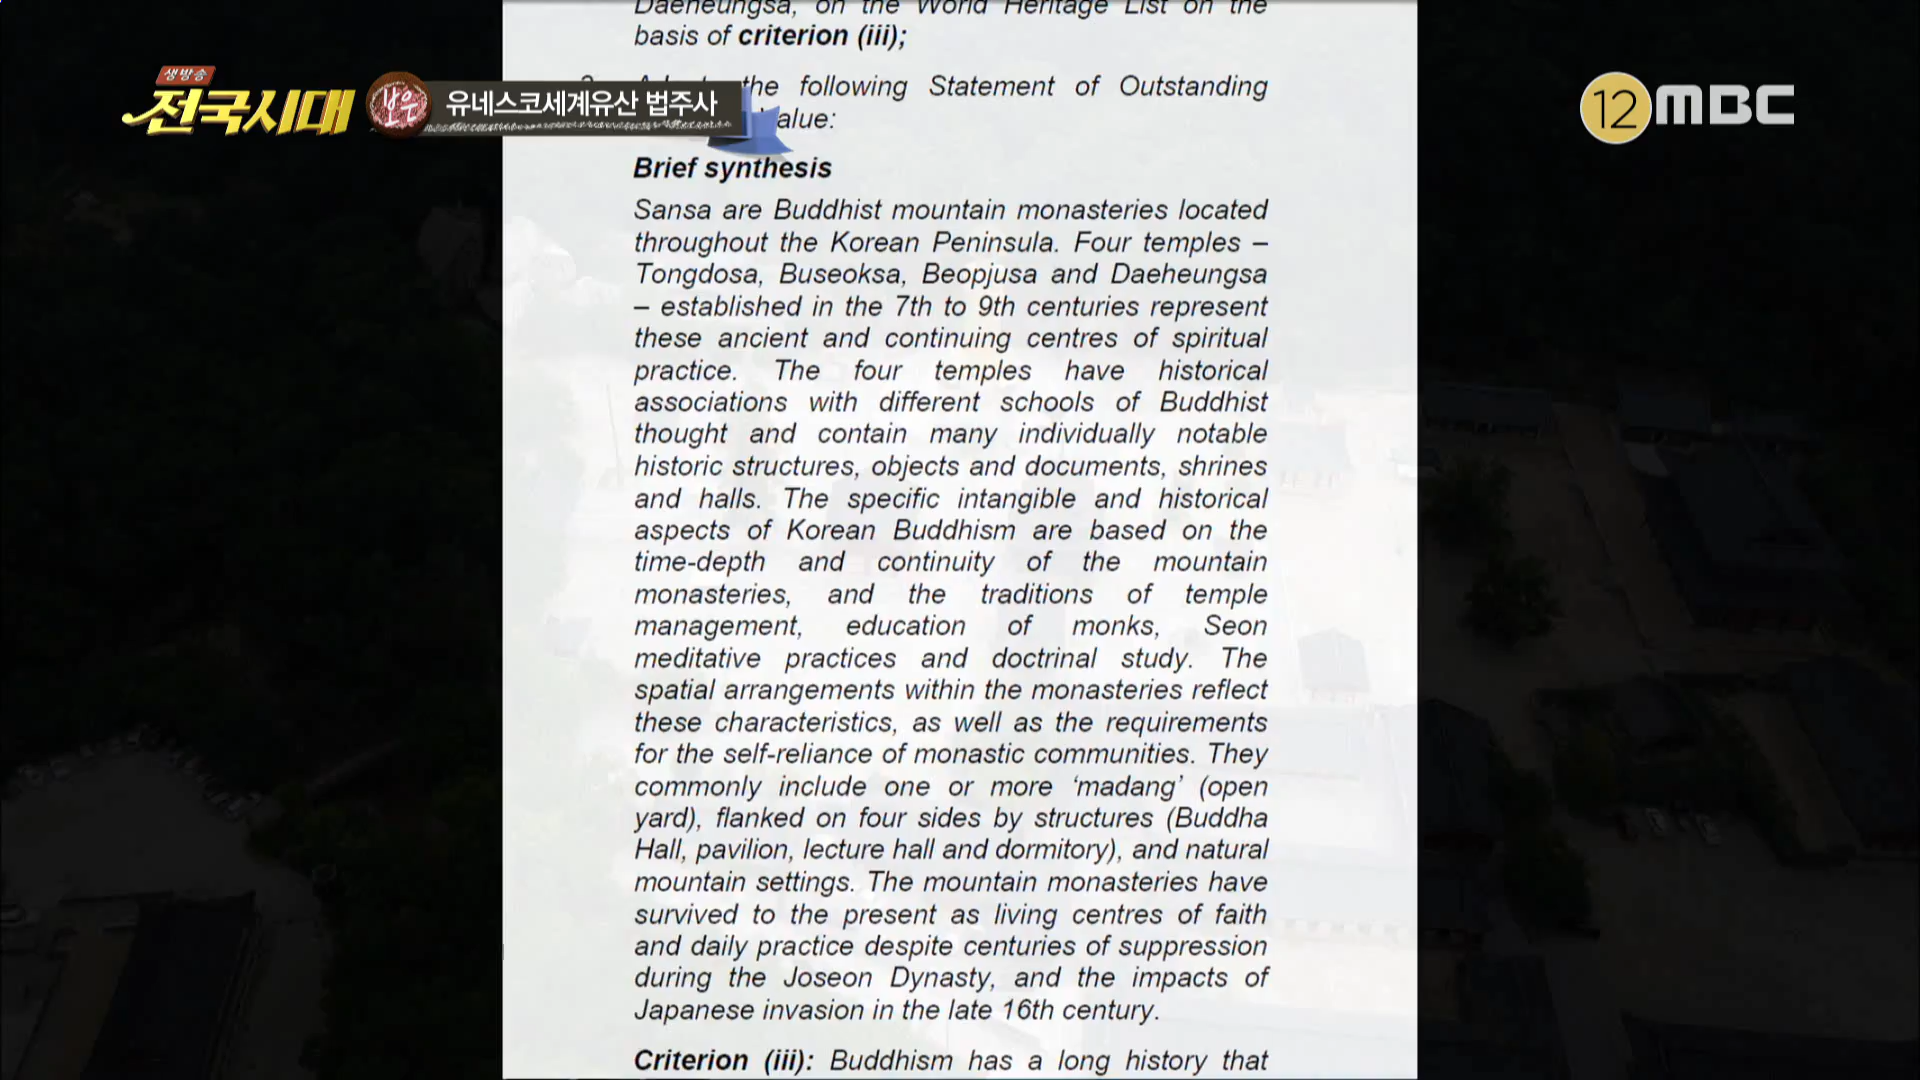 Daeheungsa, on the World Heritage List on the
basis of criterion (iii);
생방송
전국시대
보은
유네스코세계유산 법주사
12 MBC
the following Statement of Outstanding
alue:
Brief synthesis
Sansa are Buddhist mountain monasteries located
throughout the Korean Peninsula. Four temples –
Tongdosa, Buseoksa, Beopjusa and Daeheungsa
– established in the 7th to 9th centuries represent
these ancient and continuing centres of spiritual
practice. The four temples have historical
associations with different schools of Buddhist
thought and contain many individually notable
historic structures, objects and documents, shrines
and halls. The specific intangible and historical
aspects of Korean Buddhism are based on the
time-depth and continuity of the mountain
monasteries, and the traditions of temple
management, education of monks, Seon
meditative practices and doctrinal study. The
spatial arrangements within the monasteries reflect
these characteristics, as well as the requirements
for the self-reliance of monastic communities. They
commonly include one or more ‘madang’ (open
yard), flanked on four sides by structures (Buddha
Hall, pavilion, lecture hall and dormitory), and natural
mountain settings. The mountain monasteries have
survived to the present as living centres of faith
and daily practice despite centuries of suppression
during the Joseon Dynasty, and the impacts of
Japanese invasion in the late 16th century.
Criterion (iii): Buddhism has a long history that